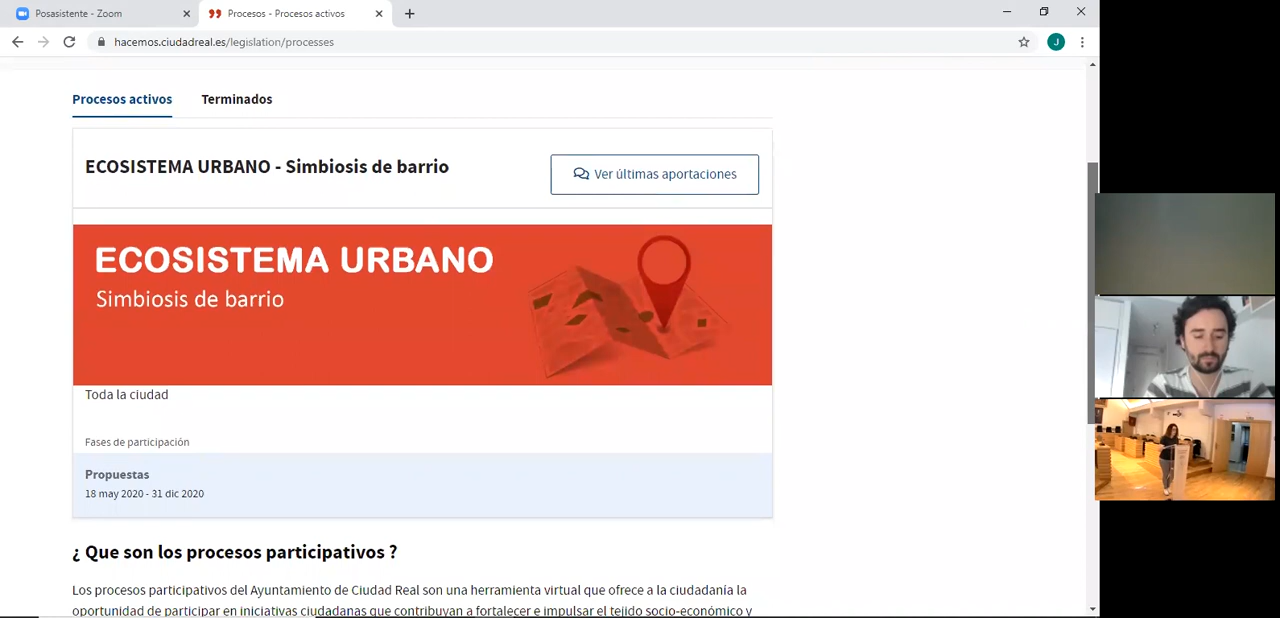 Posasistente - Zoom
Procesos - Procesos activos
hacemos.ciudadreal.es/legislation/processes
J
Procesos activos
Terminados
ECOSISTEMA URBANO - Simbiosis de barrio
Ver últimas aportaciones
ECOSISTEMA URBANO
Simbiosis de barrio
Toda la ciudad
Fases de participación
Propuestas
18 may 2020 - 31 dic 2020
¿ Que son los procesos participativos ?
Los procesos participativos del Ayuntamiento de Ciudad Real son una herramienta virtual que ofrece a la ciudadanía la
oportunidad de participar en iniciativas ciudadanas que contribuyan a fortalecer e impulsar el tejido socio-económico y